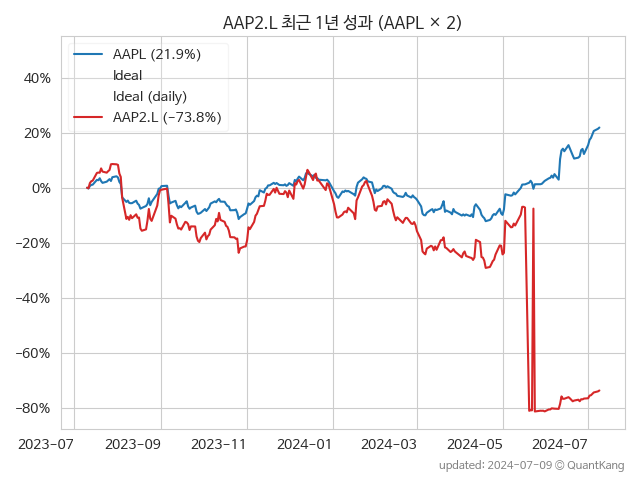 AAP2.L 최근 1년 성과 (AAPL × 2)
AAPL (21.9%)
Ideal
Ideal (daily)
AAP2.L (−73.8%)
40%
20%
0%
−20%
−40%
−60%
−80%
2023-07 2023-09 2023-11 2024-01 2024-03 2024-05 2024-07
updated: 2024-07-09 © QuantKang